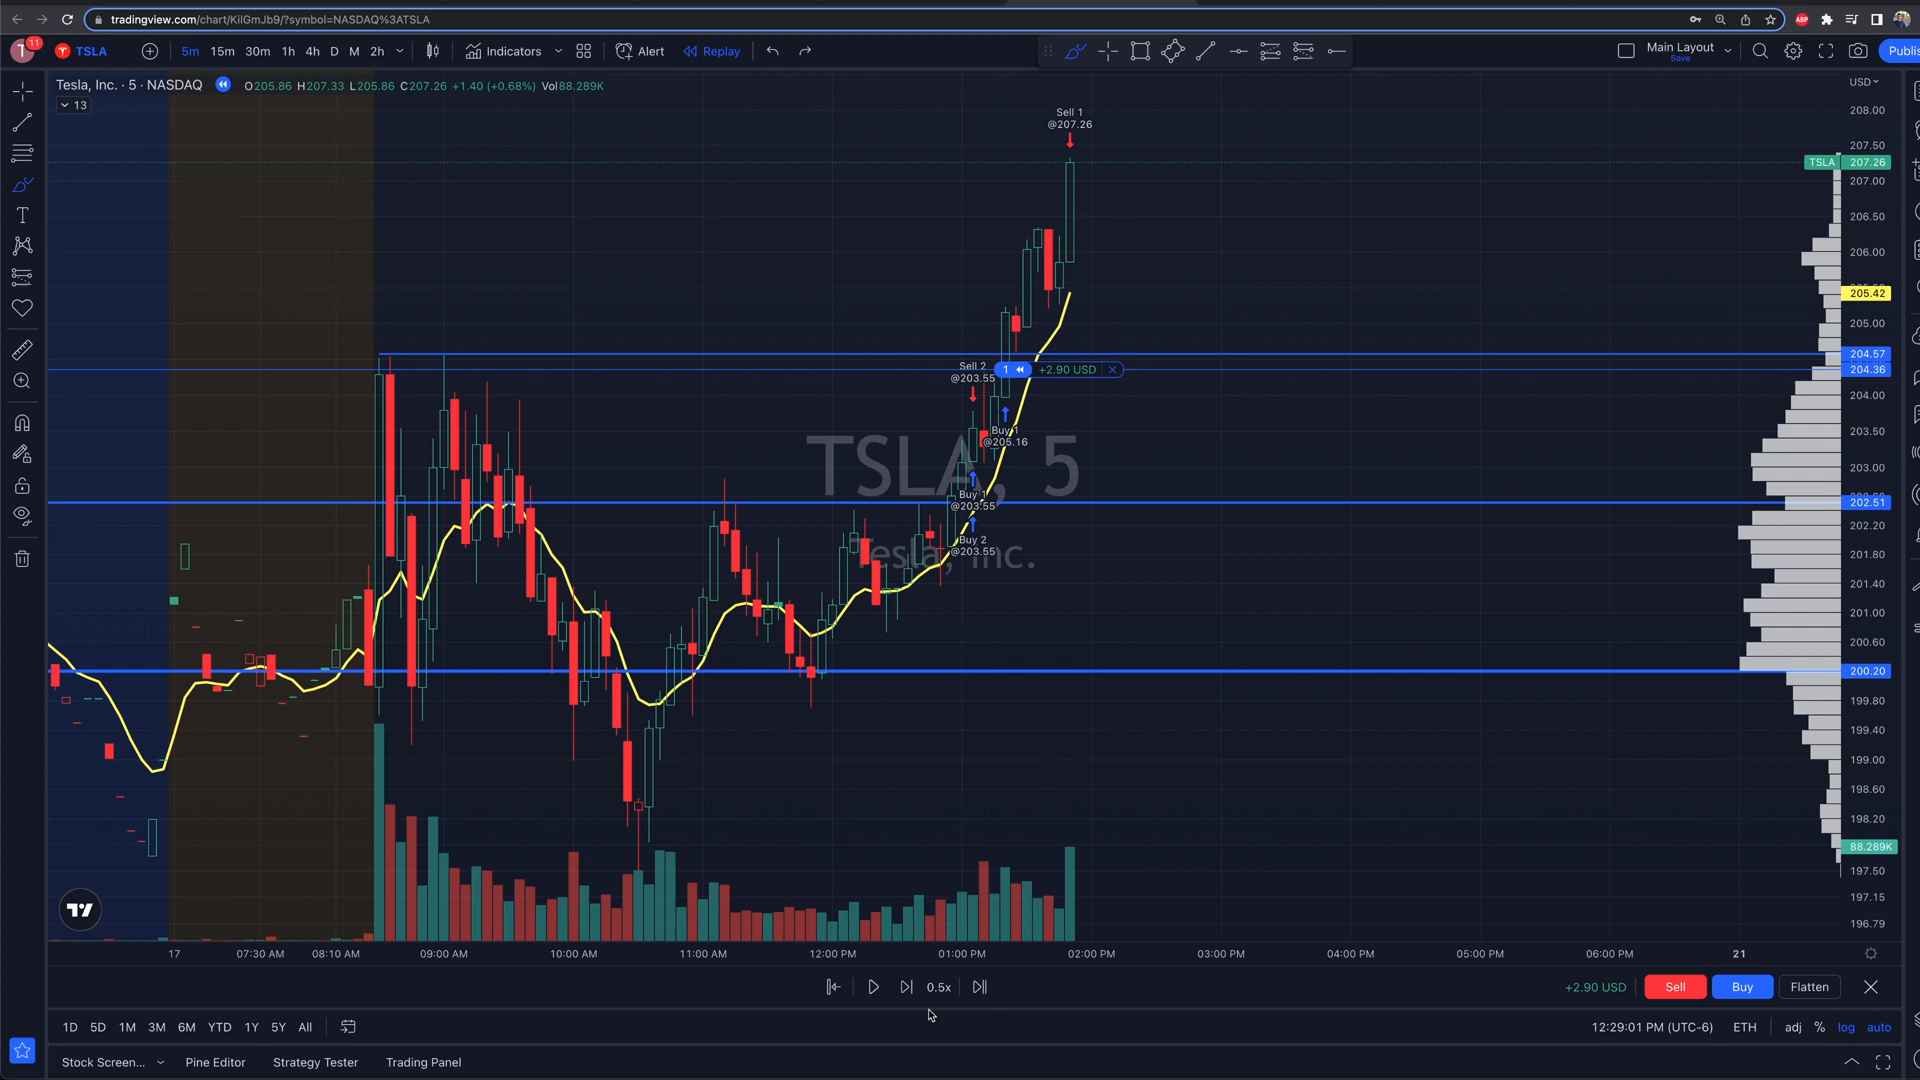 tradingview.com/chart/KilGmJb9/?symbol=NASDAQ%3ATSLA
ABP
T 11 TSLA 5m 15m 30m 1h 4h D M 2h Indicators Alert Replay Main Layout Save Publis
Tesla, Inc. · 5 · NASDAQ O205.86 H207.33 L205.86 C207.26 +1.40 (+0.68%) Vol88.289K
13
USD
208.00
Sell 1
@207.26
207.50
TSLA 207.26
207.00
206.50
206.00
205.42
205.00
204.57
204.36
Sell 2
@203.55
1 +2.90 USD
204.00
Buy 1
@205.16
203.50
TSLA, 5
203.00
Buy 1
@203.55
202.51
202.20
Buy 2
@203.55
Tesla, Inc.
201.80
201.40
201.00
200.60
200.20
199.80
199.40
199.00
198.60
198.20
88.289K
197.50
197.15
196.79
17 07:30 AM 08:10 AM 09:00 AM 10:00 AM 11:00 AM 12:00 PM 01:00 PM 02:00 PM 03:00 PM 04:00 PM 05:00 PM 06:00 PM 21
0.5x +2.90 USD Sell Buy Flatten
1D 5D 1M 3M 6M YTD 1Y 5Y All 12:29:01 PM (UTC-6) ETH adj % log auto
Stock Screen... Pine Editor Strategy Tester Trading Panel